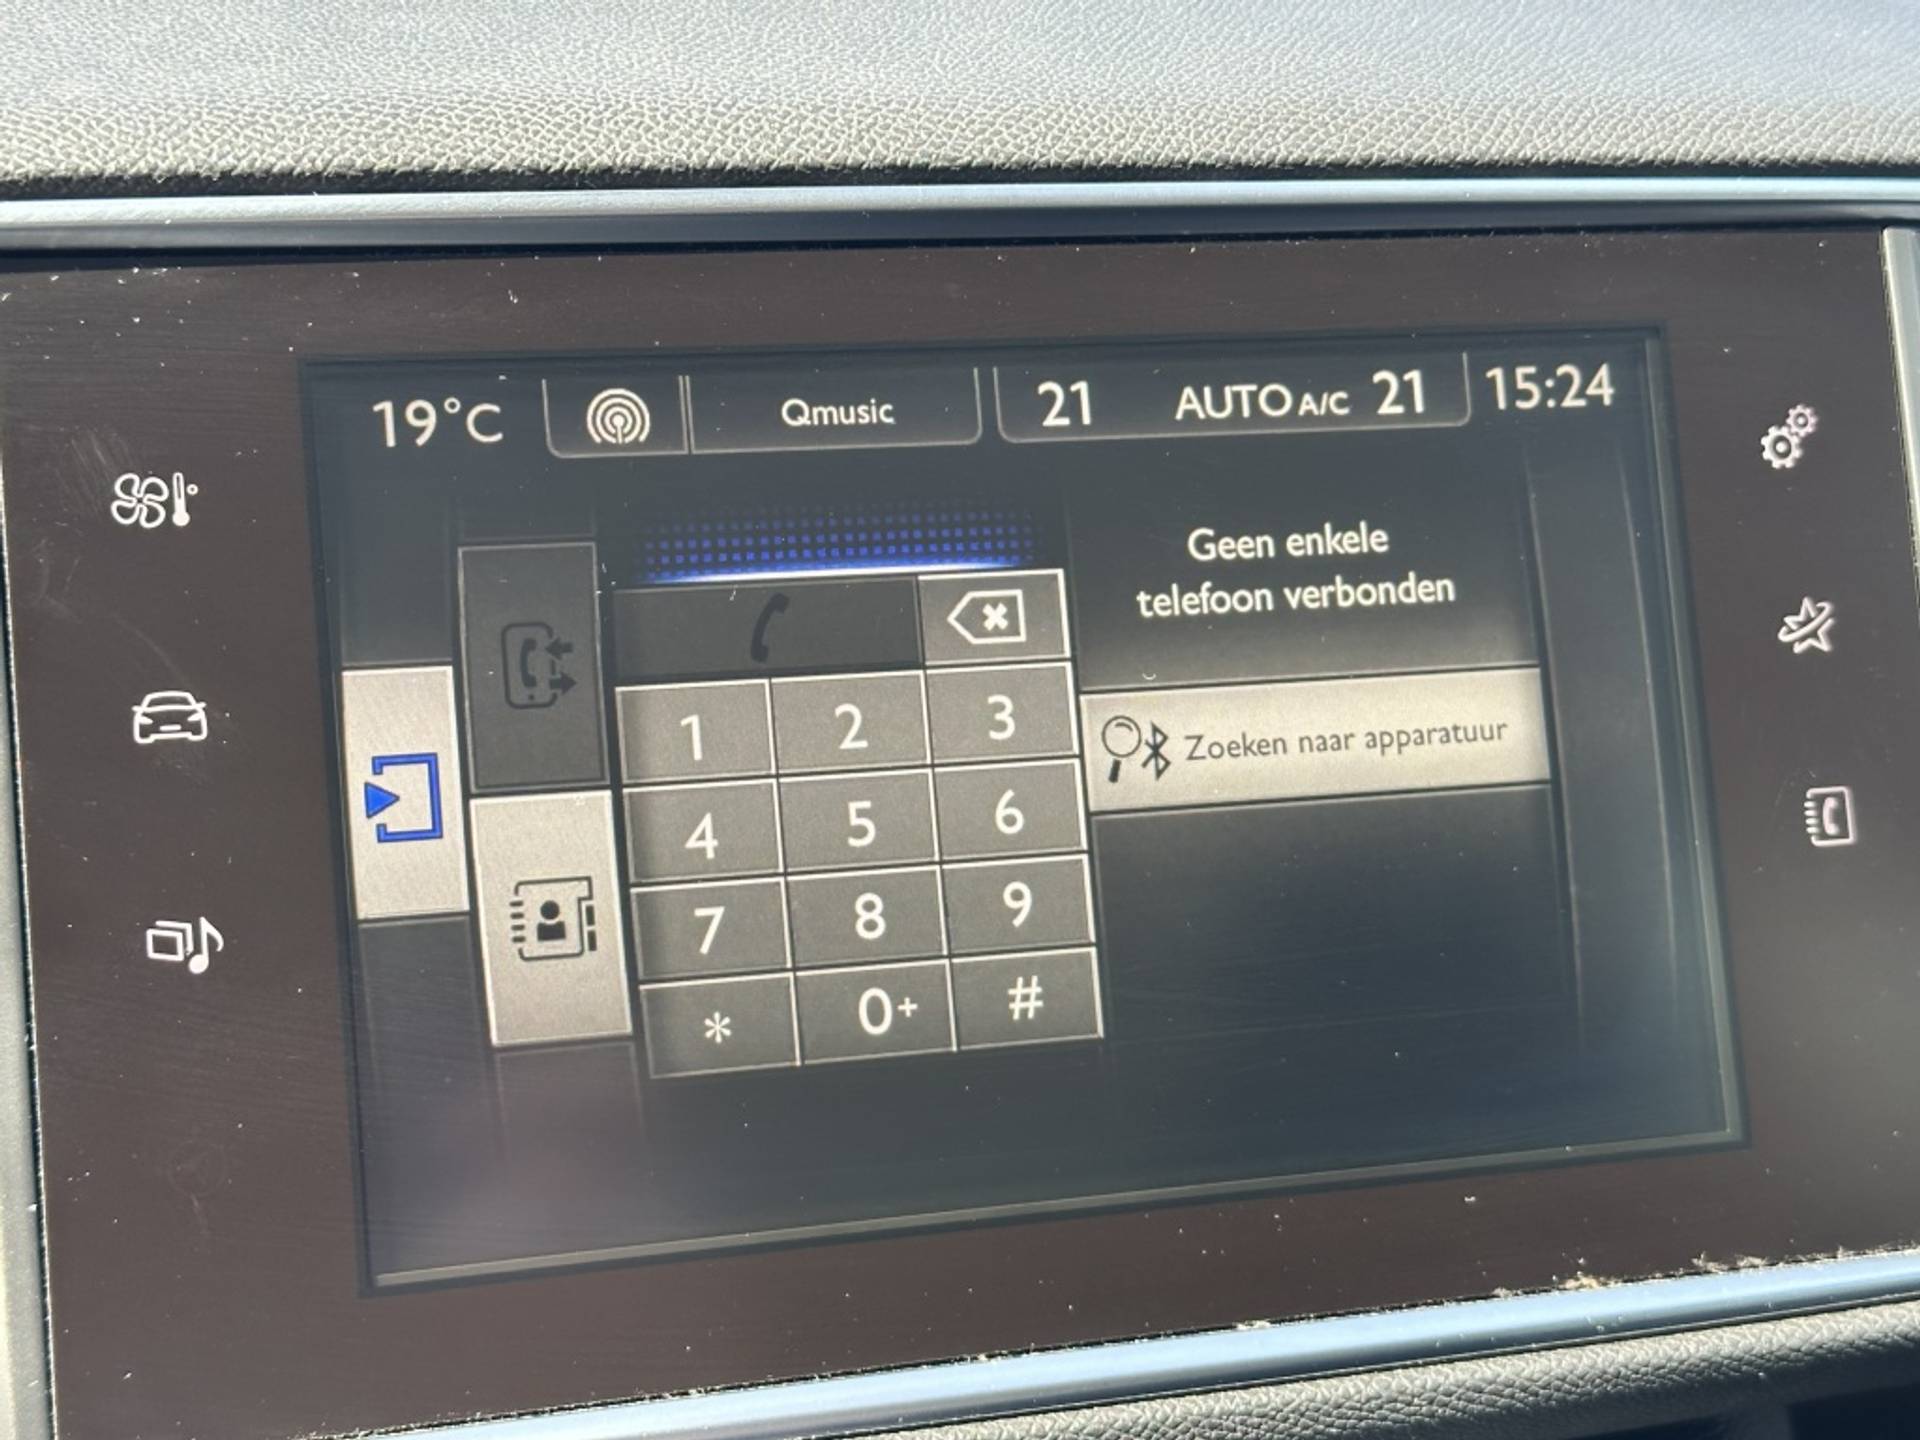 19°C Qmusic 21 AUTO A/C 21 15:24
Geen enkele
telefoon verbonden
Zoeken naar apparatuur
1 2 3
4 5 6
7 8 9
* 0+ #